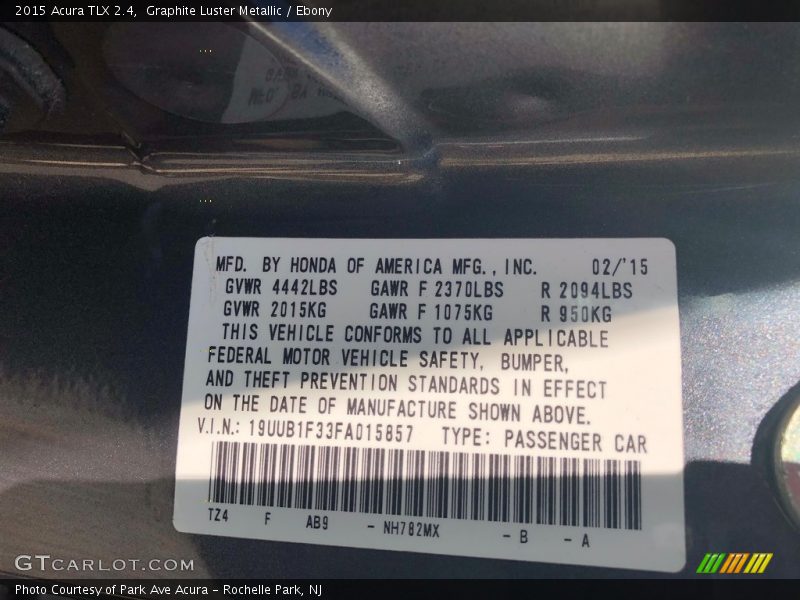 2015 Acura TLX 2.4, Graphite Luster Metallic / Ebony
MFD. BY HONDA OF AMERICA MFG., INC. 02/'15
GVWR 4442LBS GAWR F 2370LBS R 2094LBS
GVWR 2015KG GAWR F 1075KG R 950KG
THIS VEHICLE CONFORMS TO ALL APPLICABLE
FEDERAL MOTOR VEHICLE SAFETY, BUMPER,
AND THEFT PREVENTION STANDARDS IN EFFECT
ON THE DATE OF MANUFACTURE SHOWN ABOVE.
V.I.N.: 19UUB1F33FA015857 TYPE: PASSENGER CAR
TZ4 F AB9 - NH782MX - B - A
GTCARLOT.COM
Photo Courtesy of Park Ave Acura - Rochelle Park, NJ